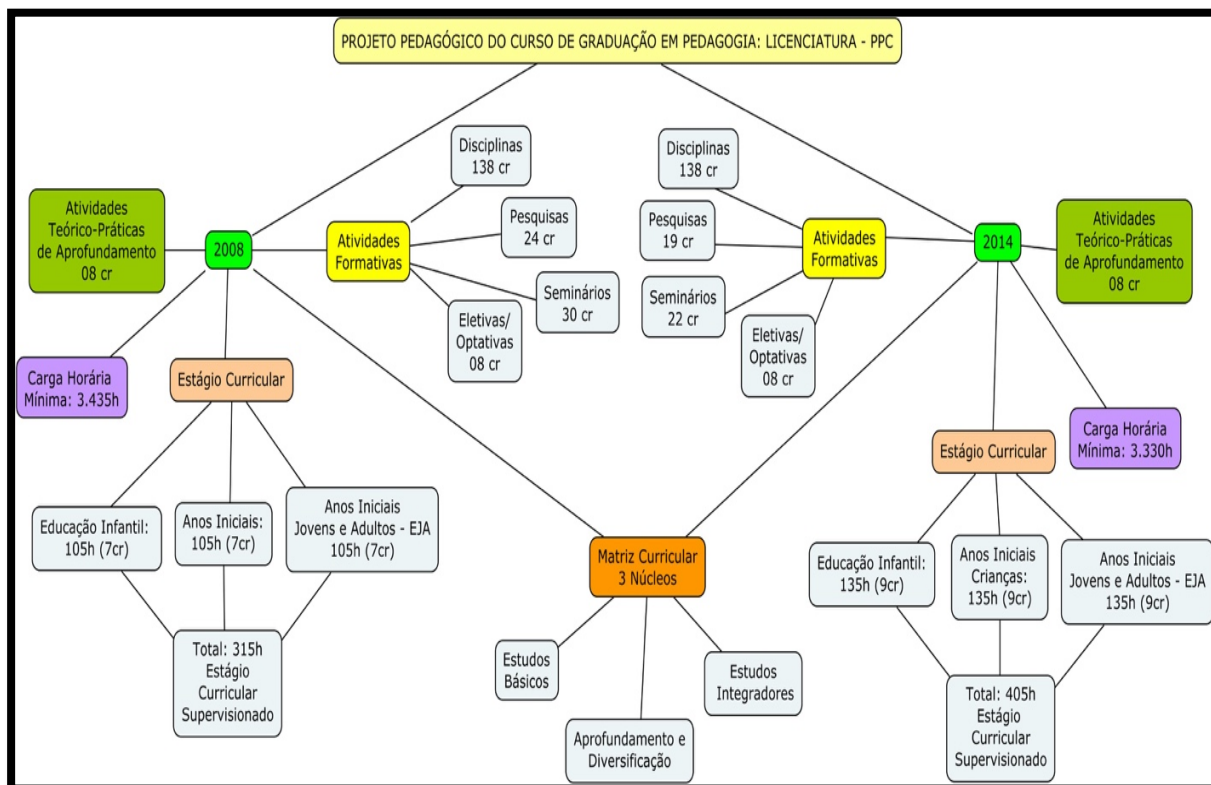 PROJETO PEDAGÓGICO DO CURSO DE GRADUAÇÃO EM PEDAGOGIA: LICENCIATURA - PPC
Atividades
Teórico-Práticas
de Aprofundamento
08 cr
2008
Atividades
Formativas
Disciplinas
138 cr
Pesquisas
24 cr
Seminários
30 cr
Eletivas/
Optativas
08 cr
Carga Horária
Mínima: 3.435h
Estágio Curricular
Educação Infantil:
105h (7cr)
Anos Iniciais:
105h (7cr)
Anos Iniciais
Jovens e Adultos - EJA
105h (7cr)
Total: 315h
Estágio
Curricular
Supervisionado
Matriz Curricular
3 Núcleos
Estudos
Básicos
Aprofundamento e
Diversificação
Estudos
Integradores
Disciplinas
138 cr
Pesquisas
19 cr
Seminários
22 cr
Eletivas/
Optativas
08 cr
Atividades
Formativas
2014
Atividades
Teórico-Práticas
de Aprofundamento
08 cr
Carga Horária
Mínima: 3.330h
Estágio Curricular
Educação Infantil:
135h (9cr)
Anos Iniciais
Crianças:
135h (9cr)
Anos Iniciais
Jovens e Adultos - EJA
135h (9cr)
Total: 405h
Estágio
Curricular
Supervisionado